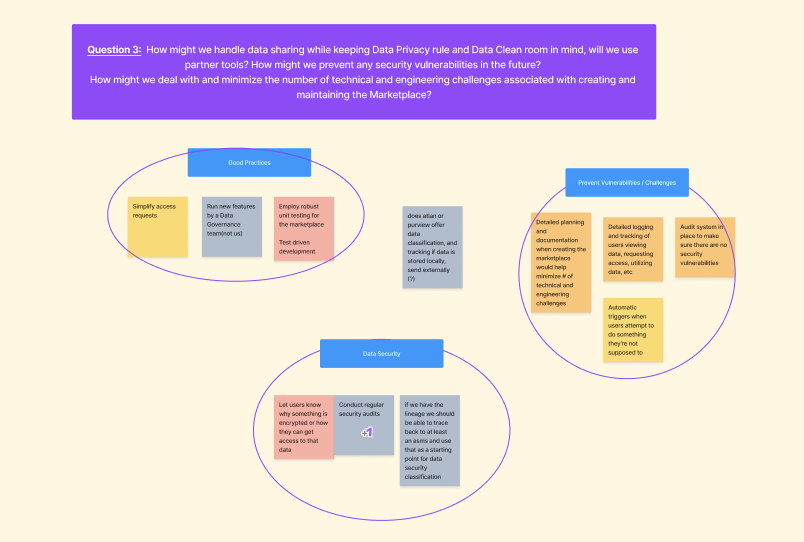 Question 3: How might we handle data sharing while keeping Data Privacy rule and Data Clean room in mind, will we use
partner tools? How might we prevent any security vulnerabilities in the future?
How might we deal with and minimize the number of technical and engineering challenges associated with creating and
maintaining the Marketplace?
Good Practices
Simplify access
requests
Run new features
by a Data
Governance
team(not us)
Employ robust
unit testing for
the marketplace
Test driven
development
does atlan or
purview offer
data
classification, and
tracking if data is
stored locally,
send externally
(?)
Prevent Vulnerabilities / Challenges
Detailed planning
and
documentation
when creating the
marketplace
would help
minimize # of
technical and
engineering
challenges
Detailed logging
and tracking of
users viewing
data, requesting
access, utilizing
data, etc
Audit system in
place to make
sure there are no
security
vulnerabilities
Automatic
triggers when
users attempt to
do something
they're not
supposed to
Data Security
Let users know
why something is
encrypted or how
they can get
access to that
data
Conduct regular
security audits
+1
if we have the
lineage we should
be able to trace
back to at least
an asms and use
that as a starting
point for data
security
classification